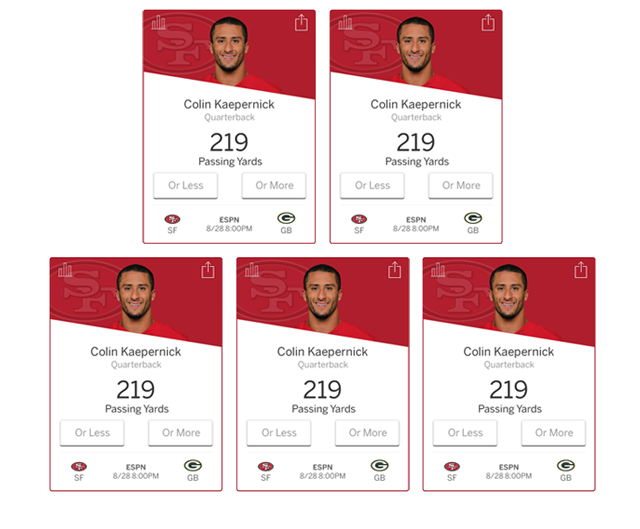 Colin Kaepernick Colin Kaepernick
Quarterback Quarterback
219 219
Passing Yards Passing Yards
Or Less Or More Or Less Or More
ESPN ESPN
SF 8/28 8:00PM GB SF 8/28 8:00PM GB
Colin Kaepernick Colin Kaepernick Colin Kaepernick
Quarterback Quarterback Quarterback
219 219 219
Passing Yards Passing Yards Passing Yards
Or Less Or More Or Less Or More Or Less Or More
ESPN ESPN ESPN
SF 8/28 8:00PM GB SF 8/28 8:00PM GB SF 8/28 8:00PM GB